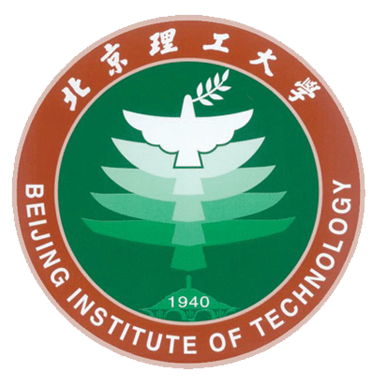 北京理工大學
1940
BEIJING INSTITUTE OF TECHNOLOGY